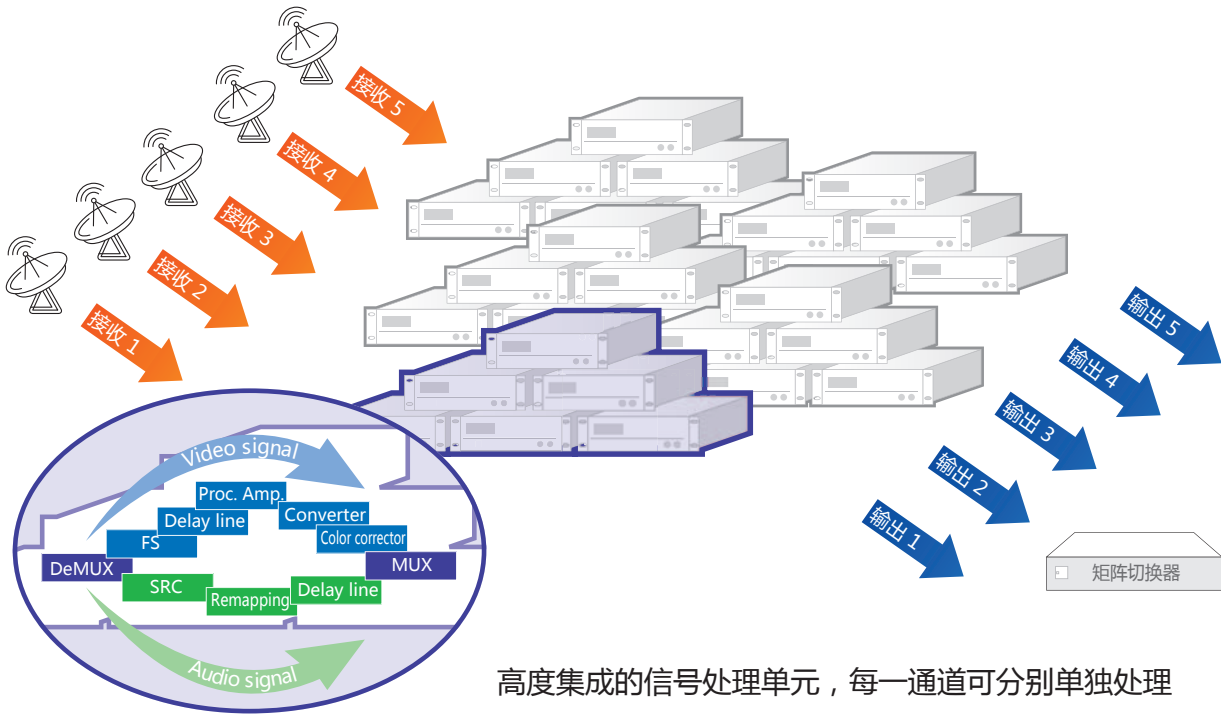 接收 5
接收 4
接收 3
接收 2
接收 1
输出 5
输出 4
输出 3
输出 2
输出 1
Video signal
Proc. Amp.
Delay line
Converter
FS
Color corrector
DeMUX
MUX
SRC
Remapping
Delay line
Audio signal
矩阵切换器
高度集成的信号处理单元，每一通道可分别单独处理